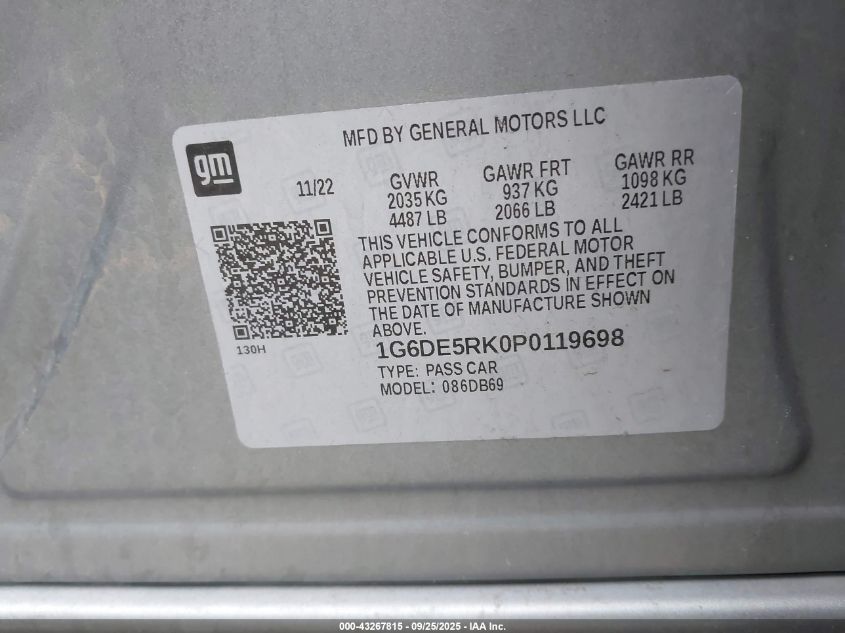 MFD BY GENERAL MOTORS LLC
gm
11/22
GVWR
2035 KG
4487 LB
GAWR FRT
937 KG
2066 LB
GAWR RR
1098 KG
2421 LB
THIS VEHICLE CONFORMS TO ALL
APPLICABLE U.S. FEDERAL MOTOR
VEHICLE SAFETY, BUMPER, AND THEFT
PREVENTION STANDARDS IN EFFECT ON
THE DATE OF MANUFACTURE SHOWN
ABOVE.
130H
1G6DE5RK0P0119698
TYPE: PASS CAR
MODEL: 086DB69
000-43267815 - 09/25/2025 - IAA Inc.